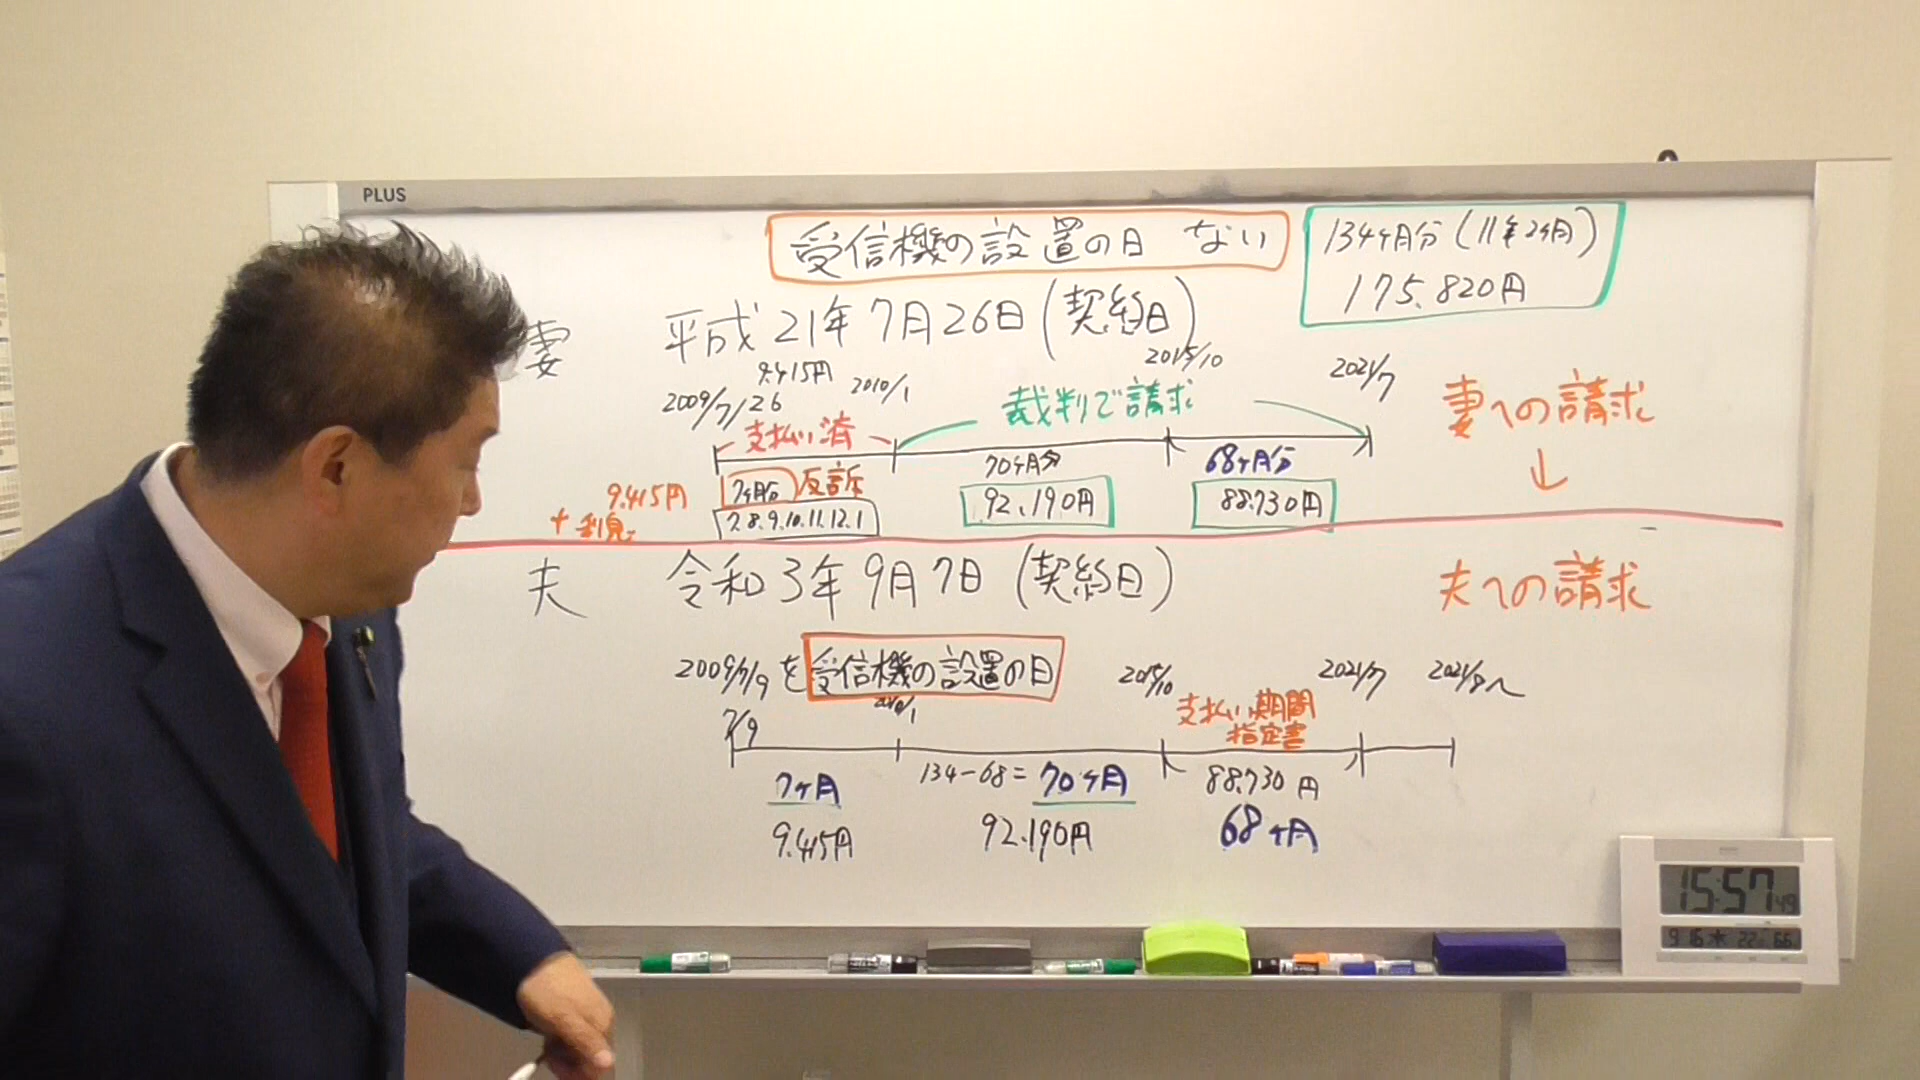 PLUS
受信機の設置の日 ない
134ヶ月分(11年2ヶ月)
175.820円
妻 平成21年7月26日(契約日)
9.415円
2009/7/26
2010/1
2015/10
2021/7
支払い済
裁判で請求
妻への請求
↓
7ヶ月分 反訴
70ヶ月分
68ヶ月分
9.415円
+利息
7.8.9.10.11.12.1
92.190円
88.730円
夫 令和3年9月7日(契約日)
夫への請求
2009/7/9を受信機の設置の日
2010/1
2015/10
2021/7
7/9
支払い期間
指定書
7ヶ月
134-68=70ヶ月
88.730円
9.415円
92.190円
68ヶ月
15:57 49
9 16